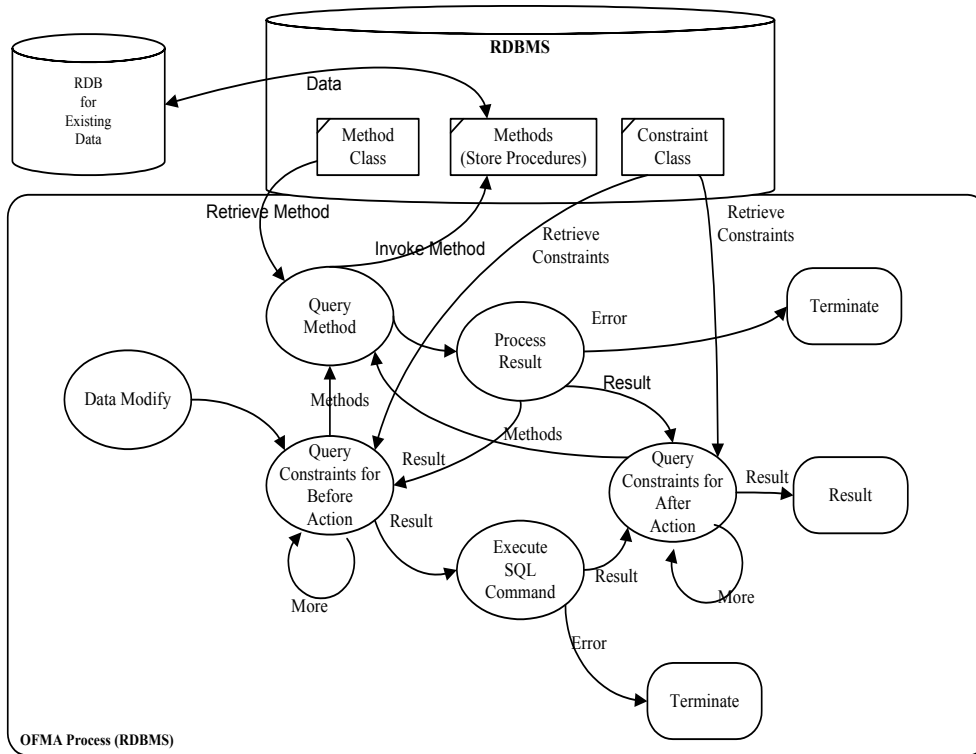 RDBMS
RDB
for
Existing
Data
Data
Method
Class
Methods
(Store Procedures)
Constraint
Class
Retrieve Method
Invoke Method
Retrieve
Constraints
Retrieve
Constraints
Query
Method
Process
Result
Error
Terminate
Data Modify
Methods
Result
Methods
Result
Query
Constraints for
Before
Action
Query
Constraints for
After
Action
Result
Result
Result
Execute
SQL
Command
Result
More
More
Error
Terminate
OFMA Process (RDBMS)